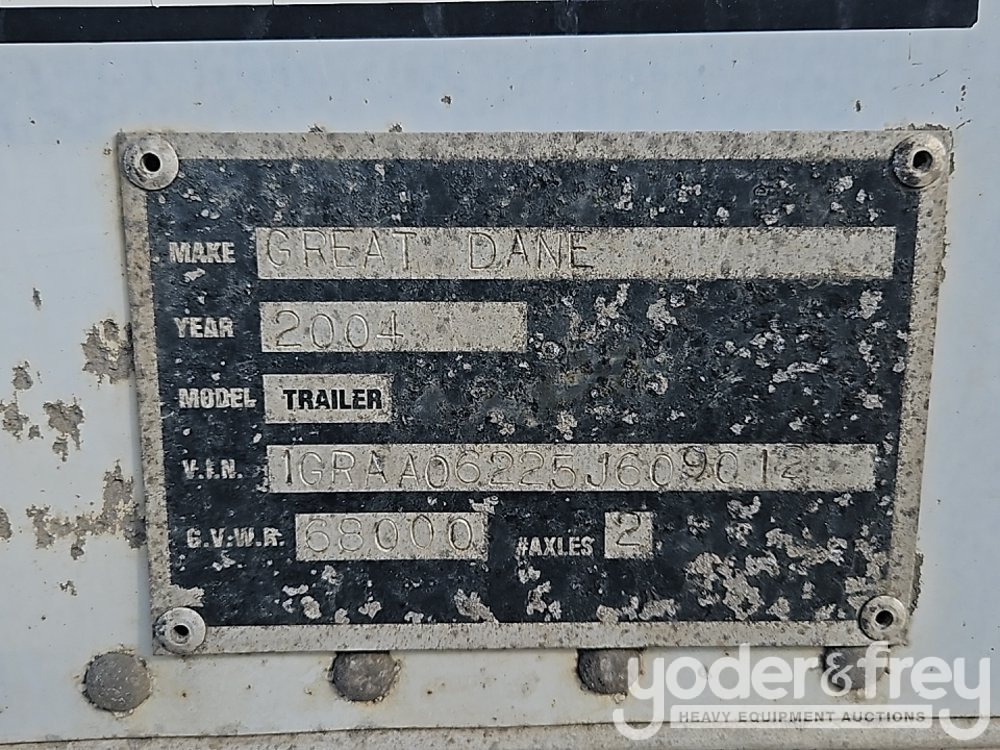 MAKE GREAT DANE
YEAR 2004
MODEL TRAILER
V.I.N. 1GRAA06225J609012
G.V.W.R. 68000 #AXLES 2
yoder&frey
HEAVY EQUIPMENT AUCTIONS